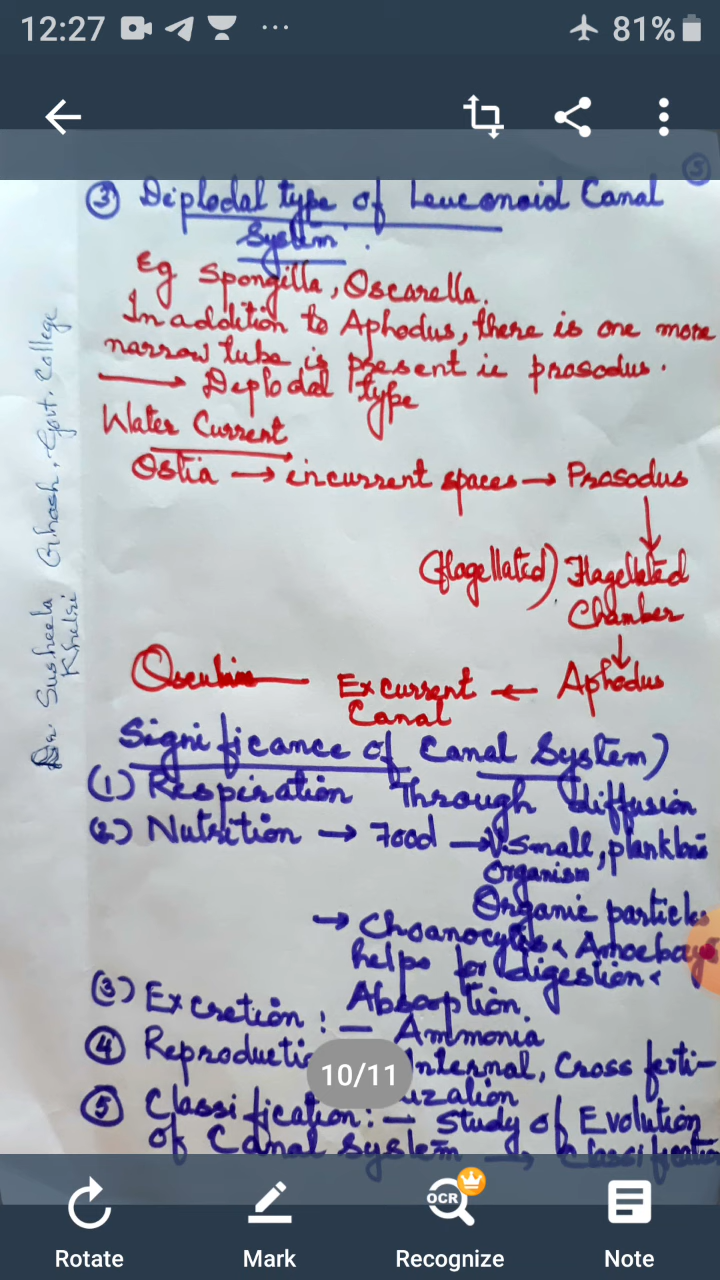 12:27 ... 81%
5
③ Diplodal type of Leuconoid Canal
System.
Eg Spongilla, Oscarella.
In addition to Aphodus, there is one more
narrow tube is present ie prosodus.
→ Deplodal type
Water Current
Ostia → incurrent spaces → Prosodus
↓
(flagellated) Flagellated
Chamber
↓
Osculum — Excurrent ← Aphodus
Canal
Significance of Canal System)
(1) Respiration Through diffusion
(2) Nutrition → Food → V. Small, planktonic
organism
Organic particles
→ Choanocytes & Amoebocytes
helps for digestion &
Absorption.
(3) Excretion : — Ammonia
④ Reproducti Internal, Cross ferti-
lization
⑤ Classification: — Study of Evolution
of Canal System → Classification
Dr. Susheela Ghosh, Govt. College
10/11
Rotate Mark OCR Recognize Note